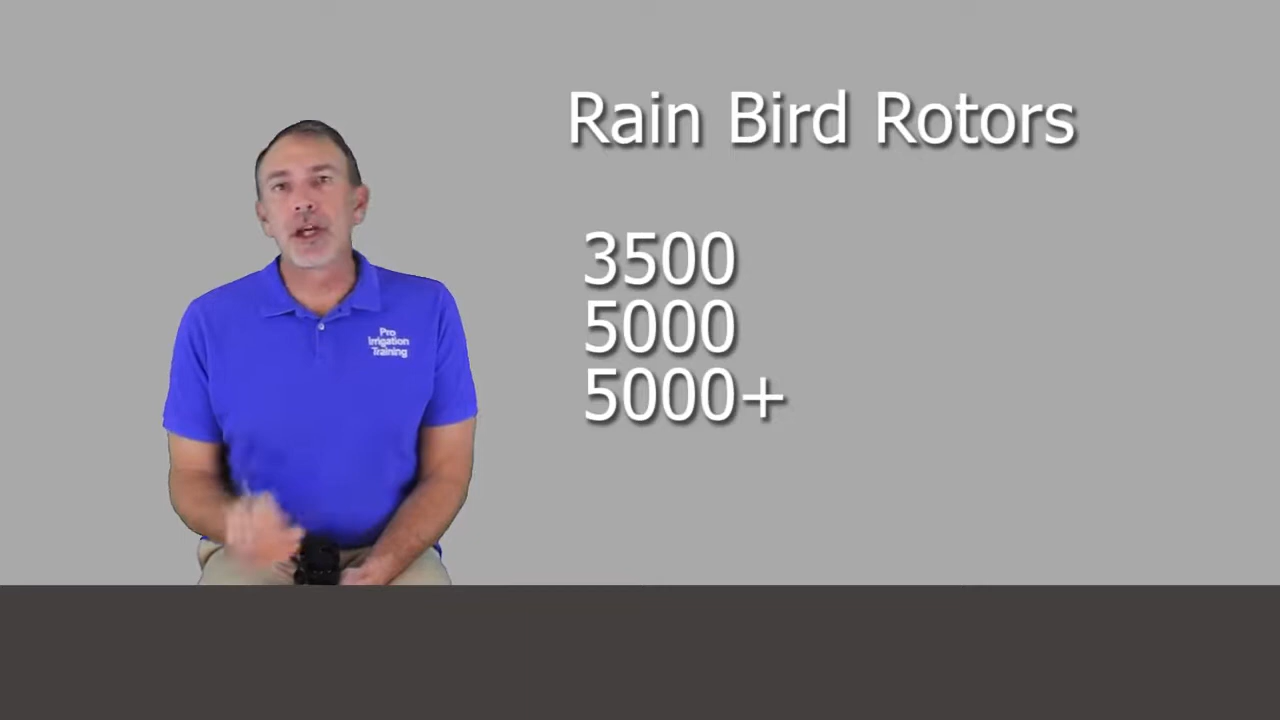 Rain Bird Rotors
3500
5000
5000+
Pro
Irrigation
Training